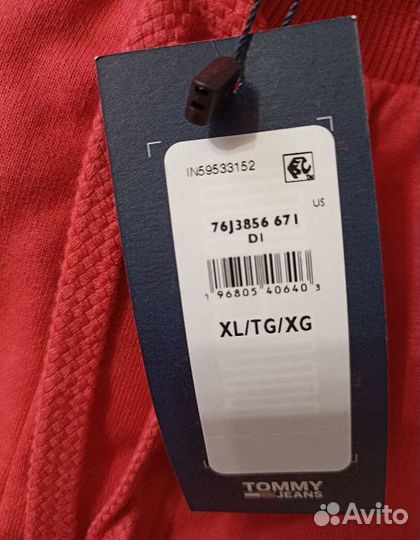 IN59533152
US
76J3856 671
DI
1 96805 40640 3
XL/TG/XG
TOMMY
JEANS
Avito